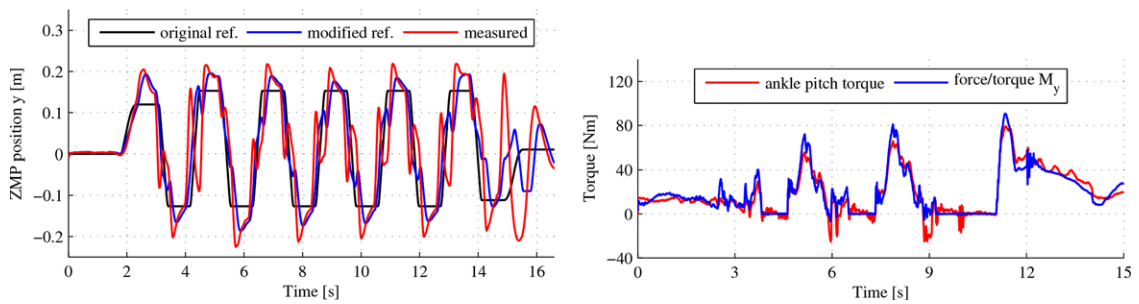 original ref. modified ref. measured
ZMP position y [m]
0.3
0.2
0.1
0
−0.1
−0.2
0 2 4 6 8 10 12 14 16
Time [s]
ankle pitch torque force/torque M_y
Torque [Nm]
120
80
40
0
−40
0 3 6 9 12 15
Time [s]